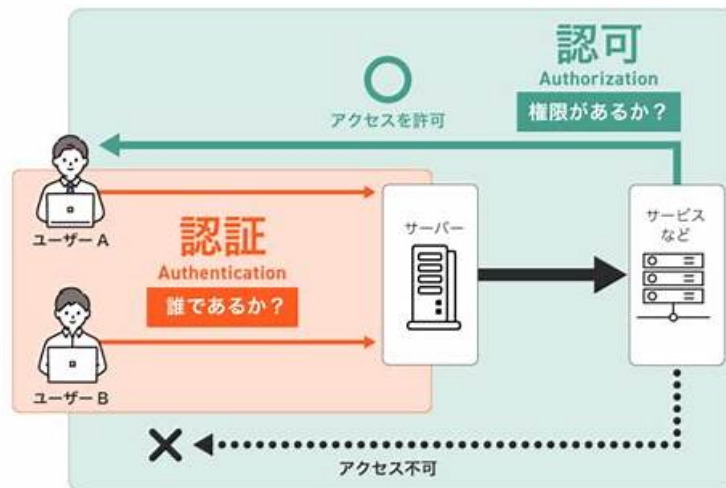 認可
Authorization
権限があるか？
アクセスを許可
ユーザー A
認証
Authentication
誰であるか？
サーバー
サービス
など
ユーザー B
アクセス不可